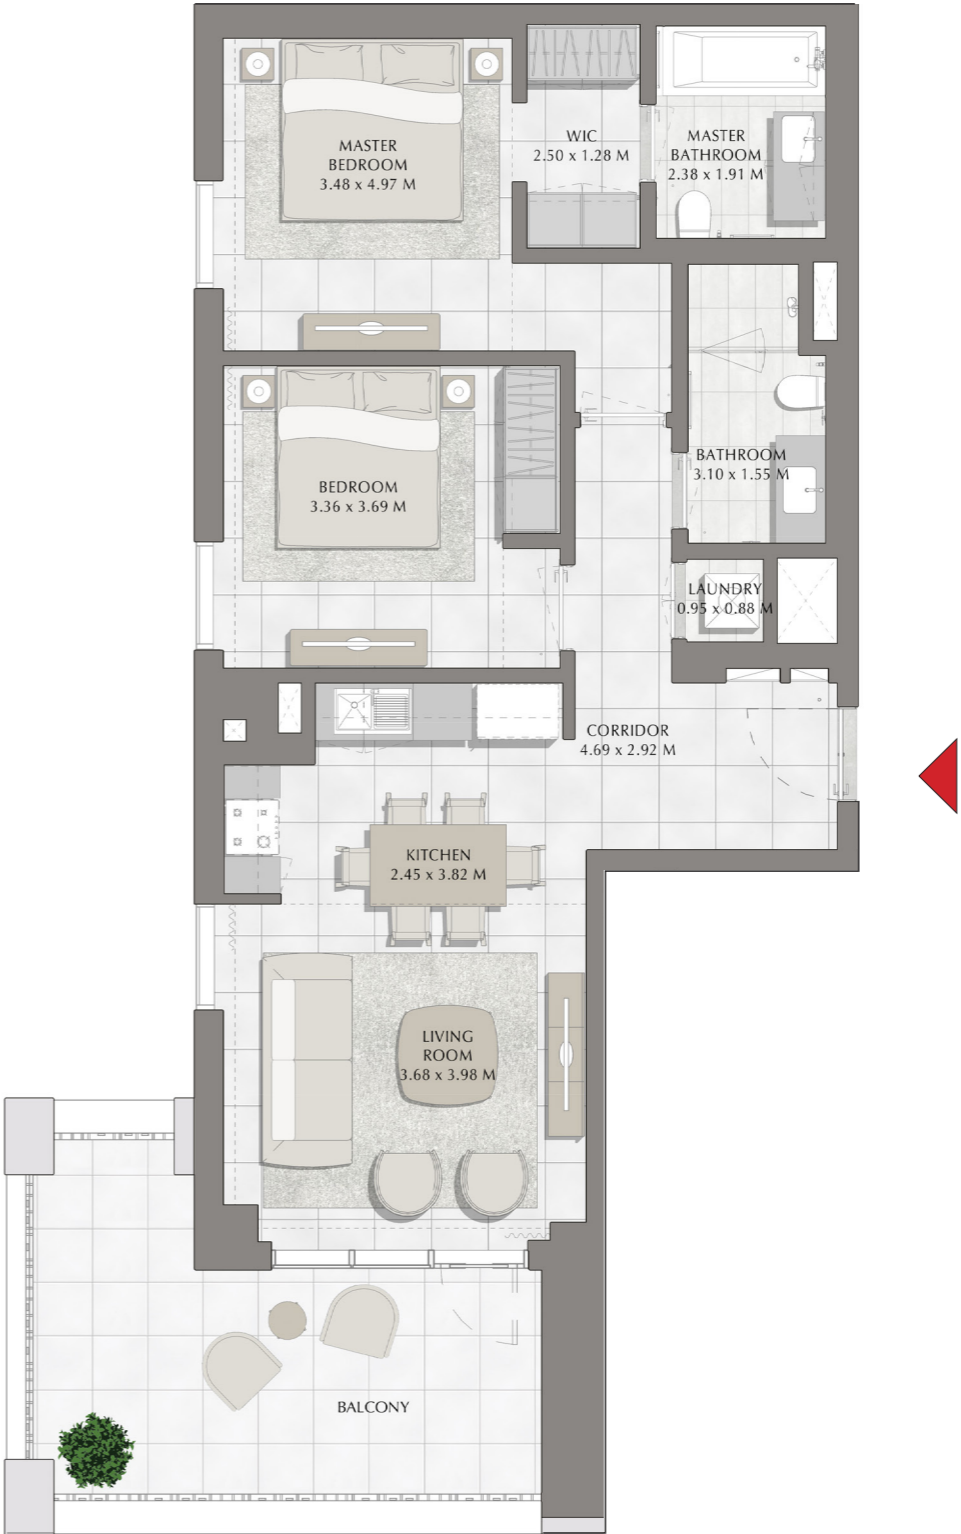 MASTER
BEDROOM
3.48 x 4.97 M
WIC
2.50 x 1.28 M
MASTER
BATHROOM
2.38 x 1.91 M
BEDROOM
3.36 x 3.69 M
BATHROOM
3.10 x 1.55 M
LAUNDRY
0.95 x 0.88 M
CORRIDOR
4.69 x 2.92 M
KITCHEN
2.45 x 3.82 M
LIVING
ROOM
3.68 x 3.98 M
BALCONY